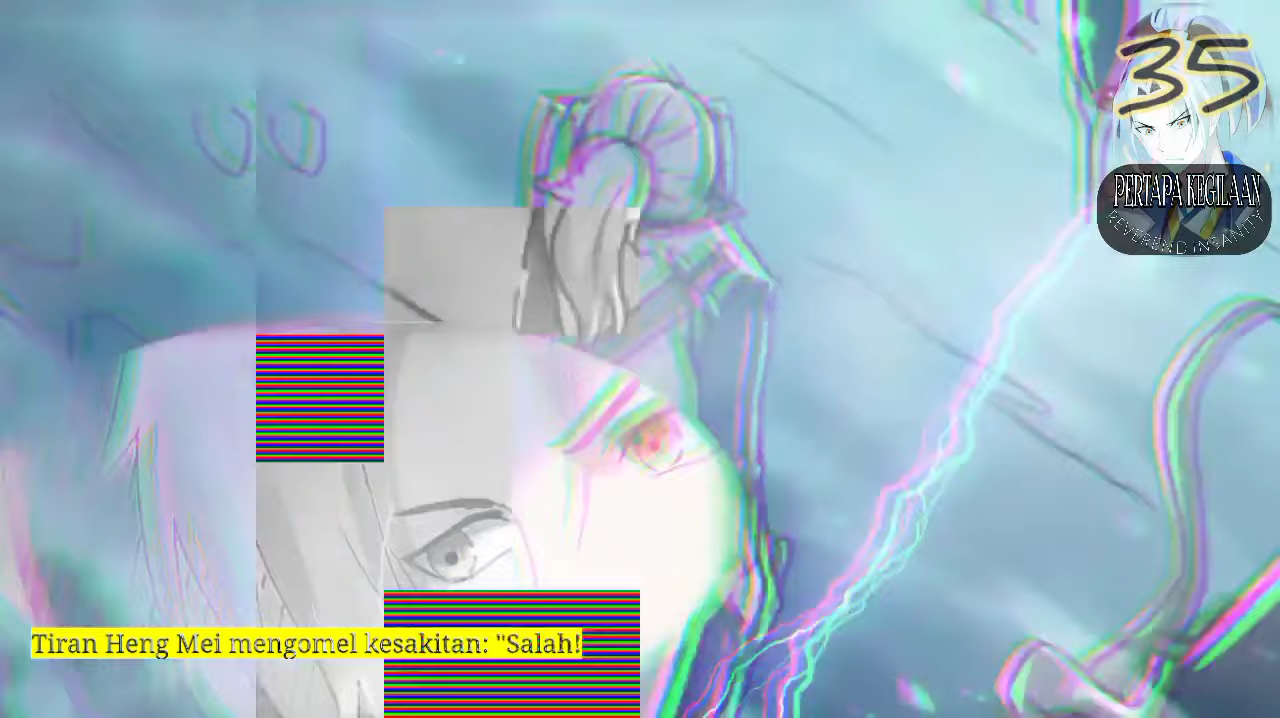 35
PERTAPA KEGILAAN
REVEREND INSANITY
Tiran Heng Mei mengomel kesakitan: "Salah!